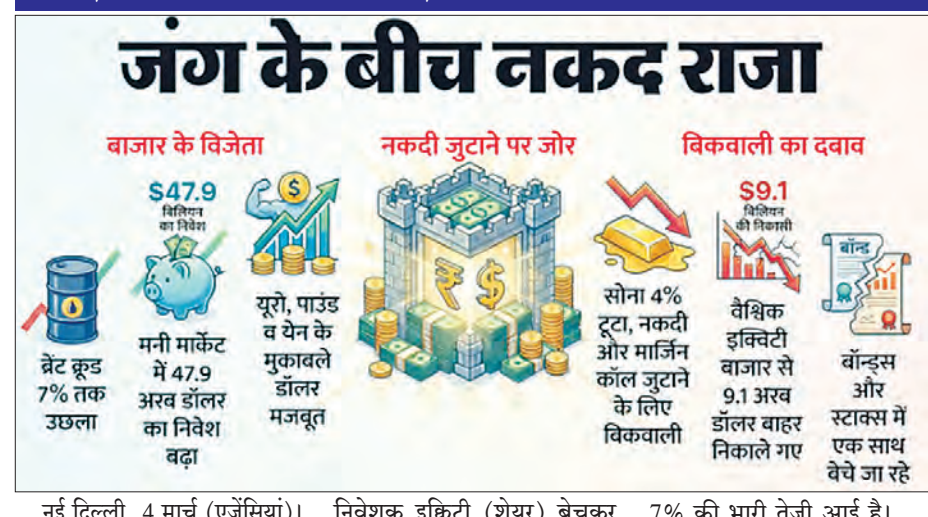 जंग के बीच नकद राजा
बाजार के विजेता
ब्रेंट क्रूड
7% तक
उछला
$47.9
बिलियन
का निवेश
मनी मार्केट
में 47.9
अरब डॉलर
का निवेश
बढ़ा
$
यूरो, पाउंड
व येन के
मुकाबले
डॉलर
मजबूत
नकदी जुटाने पर जोर
₹ $
बिकवाली का दबाव
सोना 4%
टूटा, नकदी
और मार्जिन
कॉल जुटाने
के लिए
बिकवाली
$9.1
बिलियन
की निकासी
वैश्विक
इक्विटी
बाजार से
9.1 अरब
डॉलर बाहर
निकाले गए
बॉन्ड
बॉन्ड्स
और
स्टाक्स में
एक साथ
बेचे जा रहे
नई दिल्ली, 4 मार्च (एजेंसियां)।
निवेशक इक्विटी (शेयर) बेचकर
7% की भारी तेजी आई है।